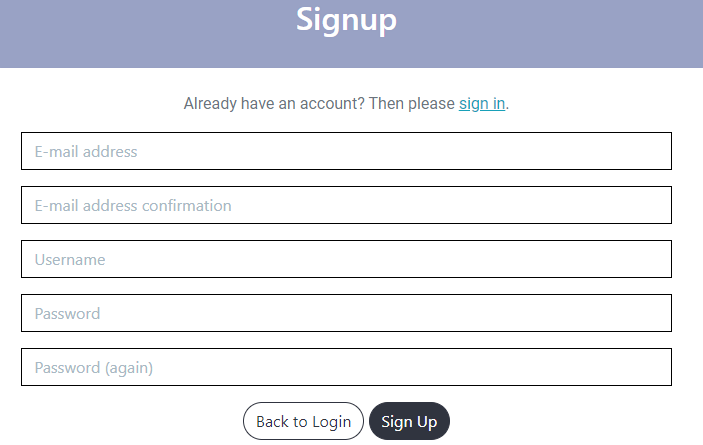 Signup
Already have an account? Then please sign in.
E-mail address
E-mail address confirmation
Username
Password
Password (again)
Back to Login Sign Up